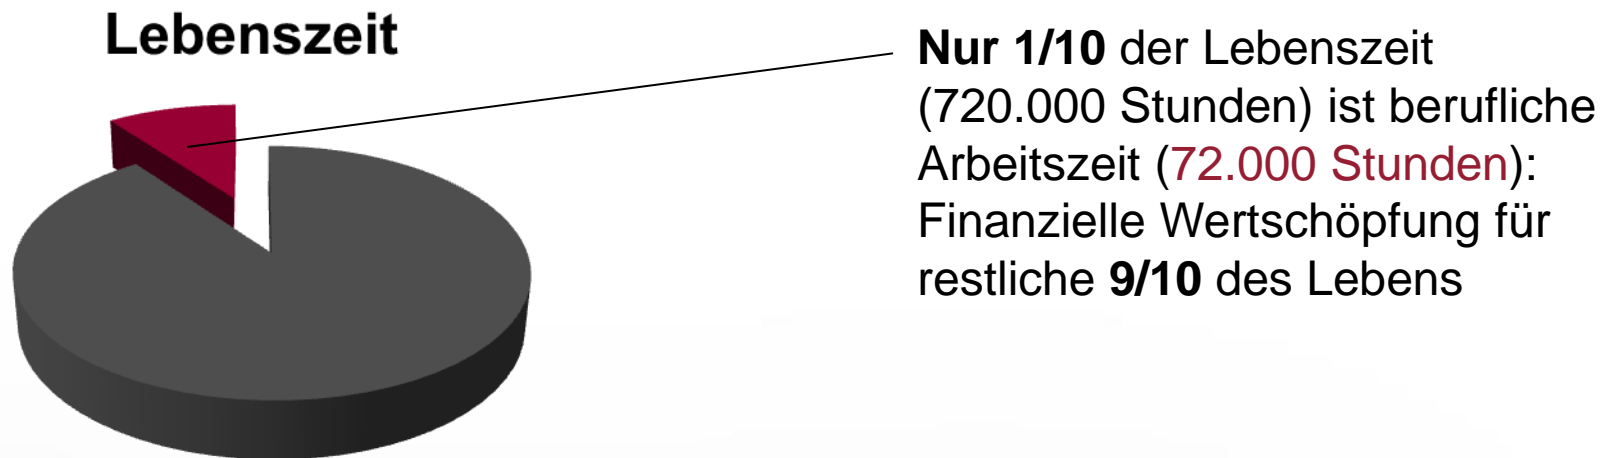 Lebenszeit
Nur 1/10 der Lebenszeit
(720.000 Stunden) ist berufliche
Arbeitszeit (72.000 Stunden):
Finanzielle Wertschöpfung für
restliche 9/10 des Lebens